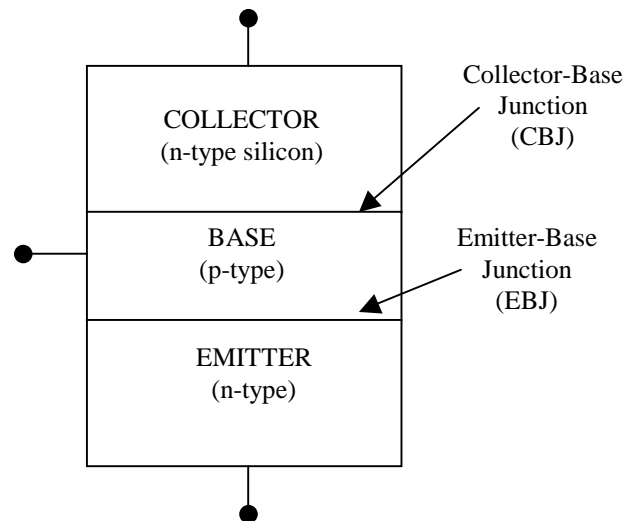 Collector-Base
Junction
(CBJ)
COLLECTOR
(n-type silicon)
BASE
(p-type)
Emitter-Base
Junction
(EBJ)
EMITTER
(n-type)